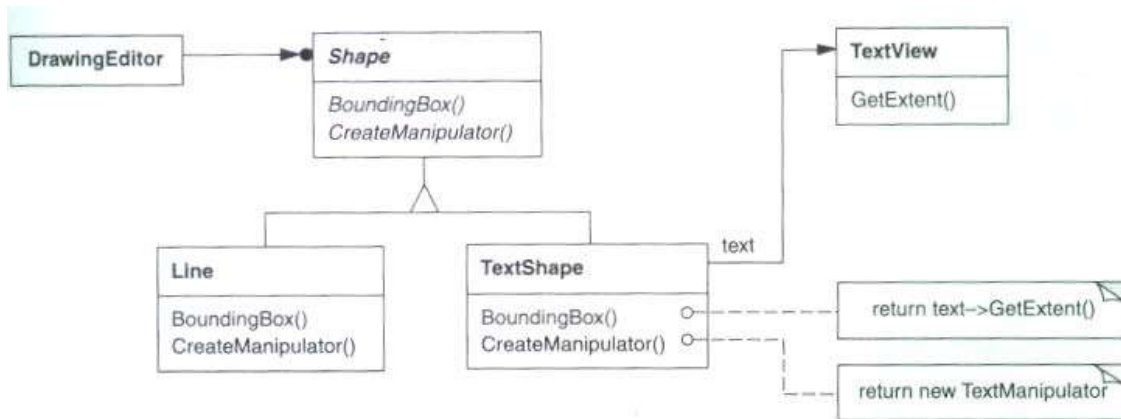 DrawingEditor
Shape
BoundingBox()
CreateManipulator()
TextView
GetExtent()
Line
BoundingBox()
CreateManipulator()
TextShape
BoundingBox()
CreateManipulator()
text
return text->GetExtent()
return new TextManipulator